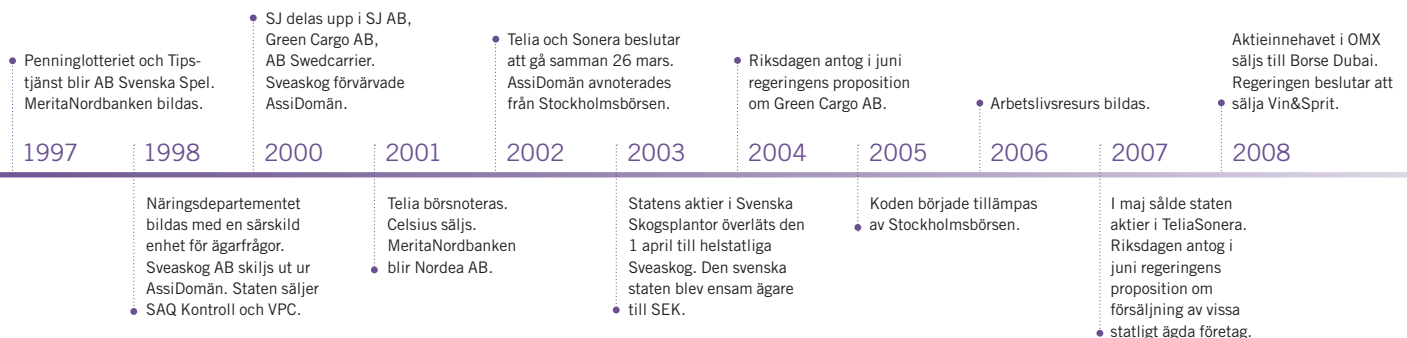 Penninglotteriet och Tips-
tjänst blir AB Svenska Spel.
MeritaNordbanken bildas.
SJ delas upp i SJ AB,
Green Cargo AB,
AB Swedcarrier.
Sveaskog förvärvade
AssiDomän.
Telia och Sonera beslutar
att gå samman 26 mars.
AssiDomän avnoterades
från Stockholmsbörsen.
Riksdagen antog i juni
regeringens proposition
om Green Cargo AB.
Arbetslivsresurs bildas.
Aktieinnehavet i OMX
säljs till Borse Dubai.
Regeringen beslutar att
sälja Vin&Sprit.
1997 1998 2000 2001 2002 2003 2004 2005 2006 2007 2008
Näringsdepartementet
bildas med en särskild
enhet för ägarfrågor.
Sveaskog AB skiljs ut ur
AssiDomän. Staten säljer
SAQ Kontroll och VPC.
Telia börsnoteras.
Celsius säljs.
MeritaNordbanken
blir Nordea AB.
Statens aktier i Svenska
Skogsplantor överläts den
1 april till helstatliga
Sveaskog. Den svenska
staten blev ensam ägare
till SEK.
Koden började tillämpas
av Stockholmsbörsen.
I maj sålde staten
aktier i TeliaSonera.
Riksdagen antog i
juni regeringens
proposition om
försäljning av vissa
statligt ägda företag.